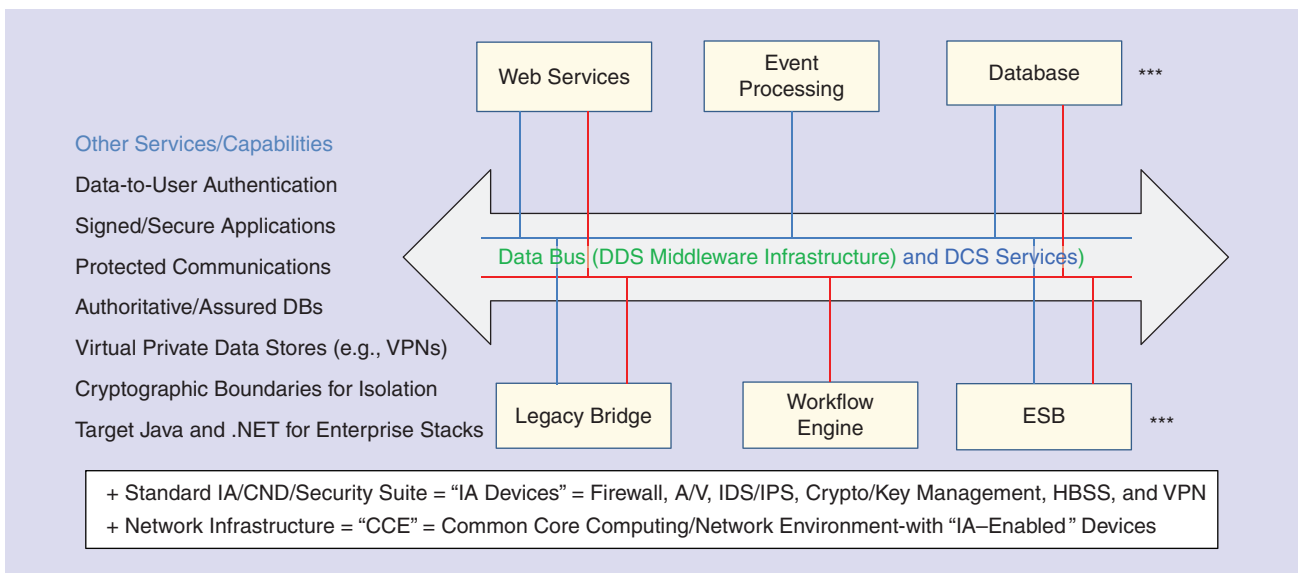 Web Services
Event
Processing
Database
***
Other Services/Capabilities
Data-to-User Authentication
Signed/Secure Applications
Protected Communications
Authoritative/Assured DBs
Virtual Private Data Stores (e.g., VPNs)
Cryptographic Boundaries for Isolation
Target Java and .NET for Enterprise Stacks
Data Bus (DDS Middleware Infrastructure) and DCS Services)
Legacy Bridge
Workflow
Engine
ESB
***
+ Standard IA/CND/Security Suite = “IA Devices” = Firewall, A/V, IDS/IPS, Crypto/Key Management, HBSS, and VPN
+ Network Infrastructure = “CCE” = Common Core Computing/Network Environment-with “IA–Enabled” Devices